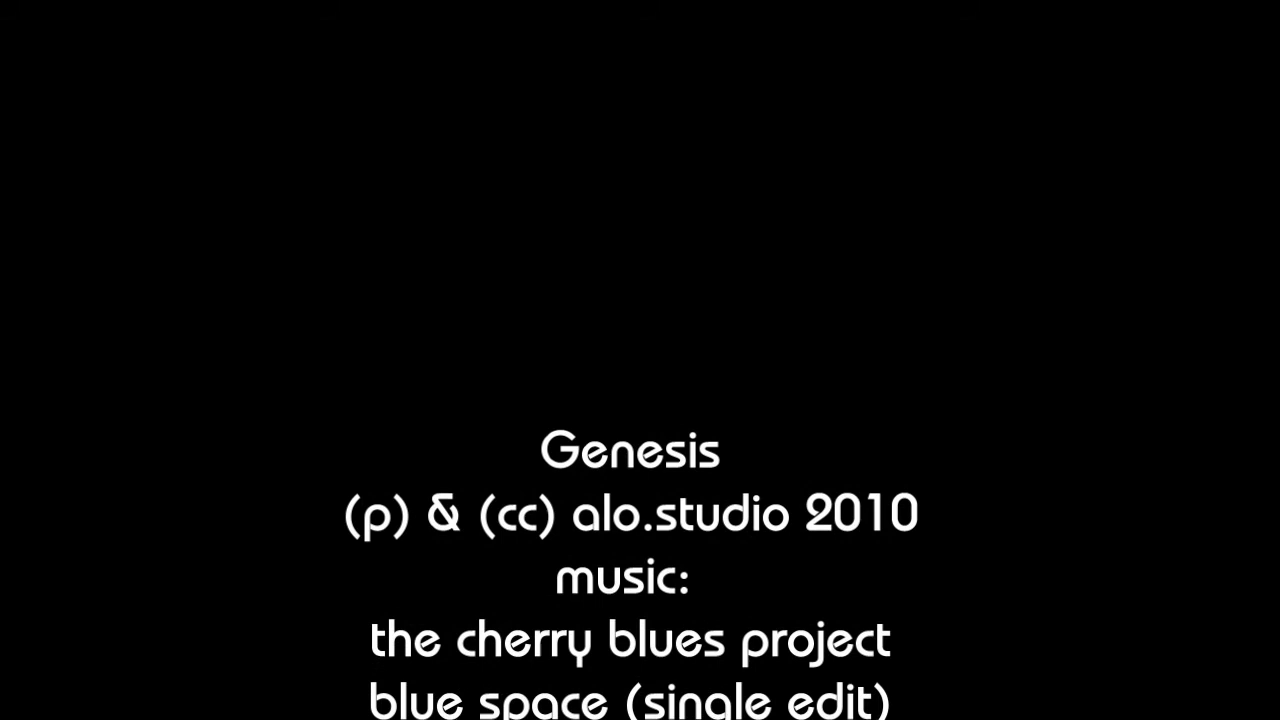 Genesis
(p) & (cc) alo.studio 2010
music:
the cherry blues project
blue space (single edit)